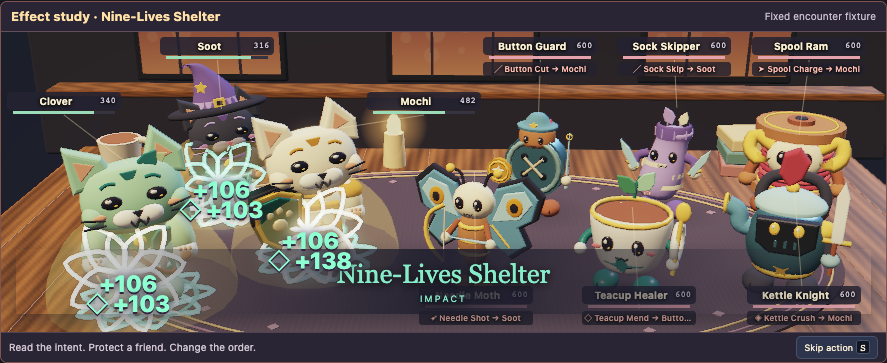 Effect study · Nine-Lives Shelter
Fixed encounter fixture
Soot 316
Button Guard 600
Button Cut → Mochi
Sock Skipper 600
Sock Skip → Soot
Spool Ram 600
Spool Charge → Mochi
Clover 340
Mochi 482
+106
+103
+106
+138
+106
+103
Nine-Lives Shelter
IMPACT
Moth 600
Needle Shot → Soot
Teacup Healer 600
Teacup Mend → Butto...
Kettle Knight 600
Kettle Crush → Mochi
Read the intent. Protect a friend. Change the order.
Skip action S